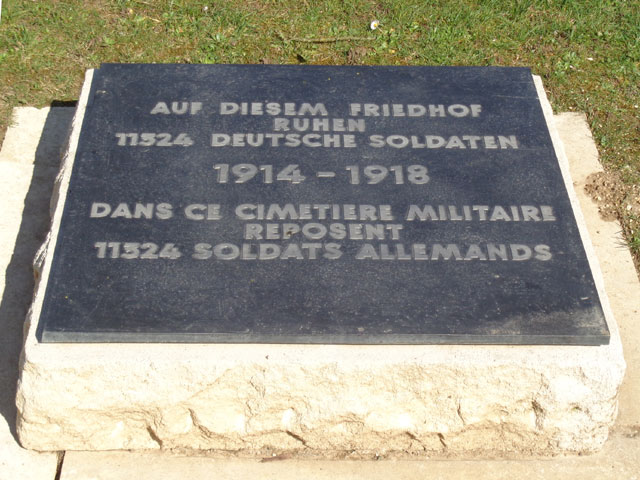 AUF DIESEM FRIEDHOF
RUHEN
11324 DEUTSCHE SOLDATEN
1914 – 1918
DANS CE CIMETIERE MILITAIRE
REPOSENT
11324 SOLDATS ALLEMANDS